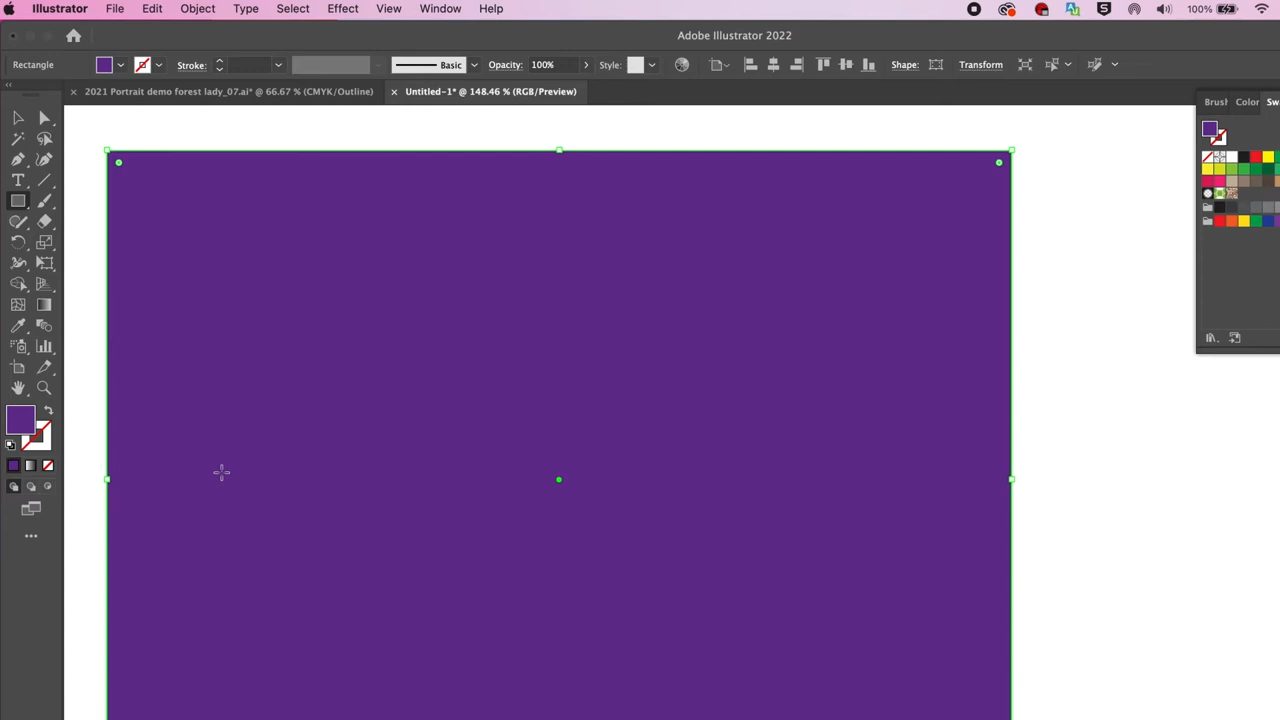 Illustrator File Edit Object Type Select Effect View Window Help 100%
Adobe Illustrator 2022
Rectangle Stroke: Basic Opacity: 100% Style: Shape: Transform
2021 Portrait demo forest lady_07.ai* @ 66.67 % (CMYK/Outline) Untitled-1* @ 148.46 % (RGB/Preview)
Brush Color Sw